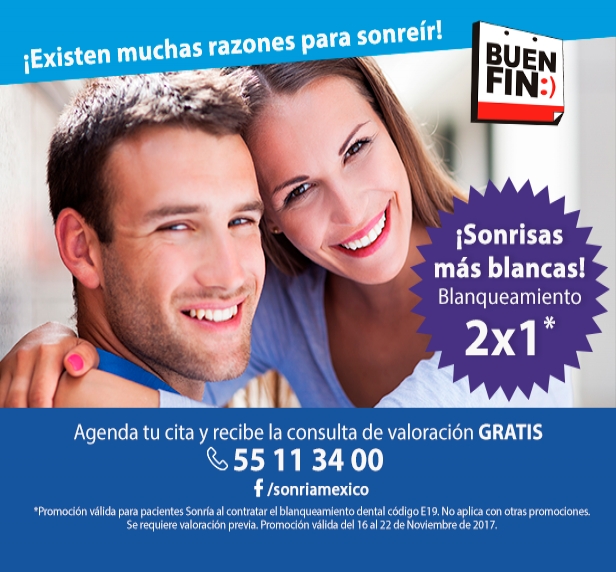 ¡Existen muchas razones para sonreír!
BUEN
FIN:)
¡Sonrisas
más blancas!
Blanqueamiento
2x1*
Agenda tu cita y recibe la consulta de valoración GRATIS
55 11 34 00
f /sonriamexico
*Promoción válida para pacientes Sonría al contratar el blanqueamiento dental código E19. No aplica con otras promociones.
Se requiere valoración previa. Promoción válida del 16 al 22 de Noviembre de 2017.